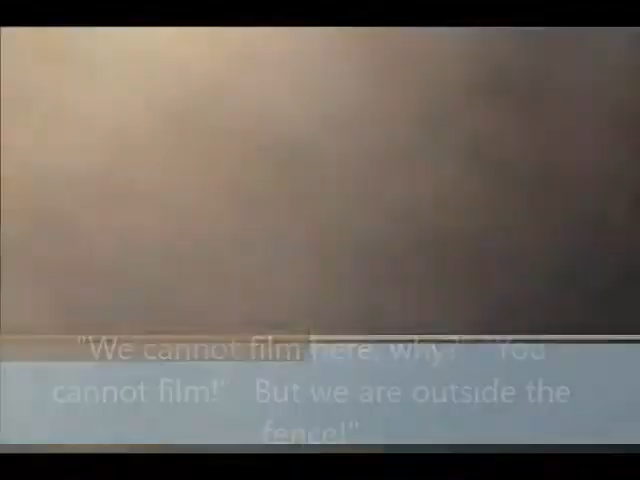 "We cannot film here, why?" "You
cannot film!" But we are outside the
fence!"